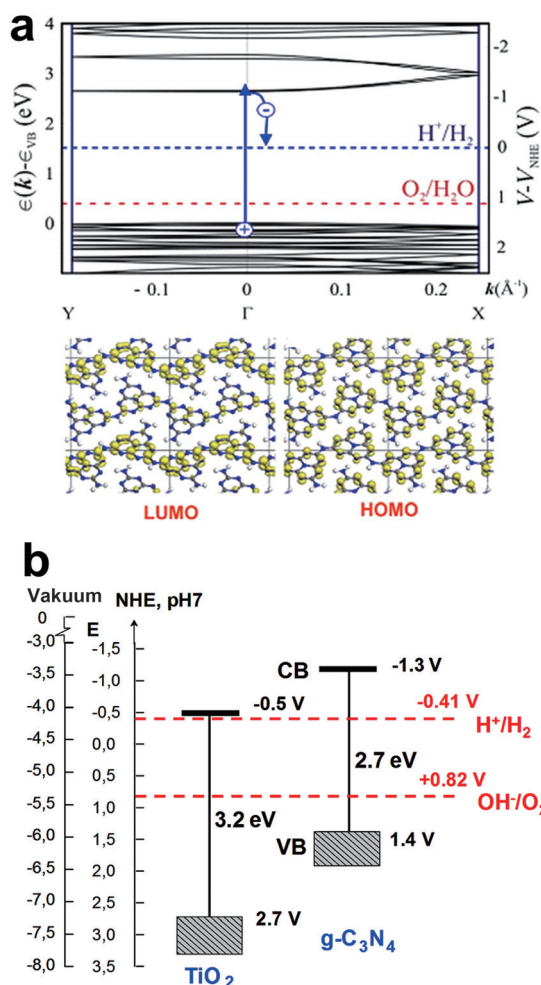 a
4
3
2
1
0
ϵ(k)-ϵVB (eV)
-2
-1
0
1
2
V-VNHE (V)
H+/H2
O2/H2O
- 0.1
0
0.1
0.2
k(Å-1)
Y
Γ
X
LUMO
HOMO
b
Vakuum
NHE, pH7
0
E
-3,0
-3,5
-4,0
-4,5
-5,0
-5,5
-6,0
-6,5
-7,0
-7,5
-8,0
-1,5
-1,0
-0,5
0,0
0,5
1,0
1,5
2,0
2,5
3,0
3,5
CB
-1.3 V
-0.5 V
-0.41 V
H+/H2
2.7 eV
+0.82 V
OH-/O2
3.2 eV
VB
1.4 V
2.7 V
TiO2
g-C3N4